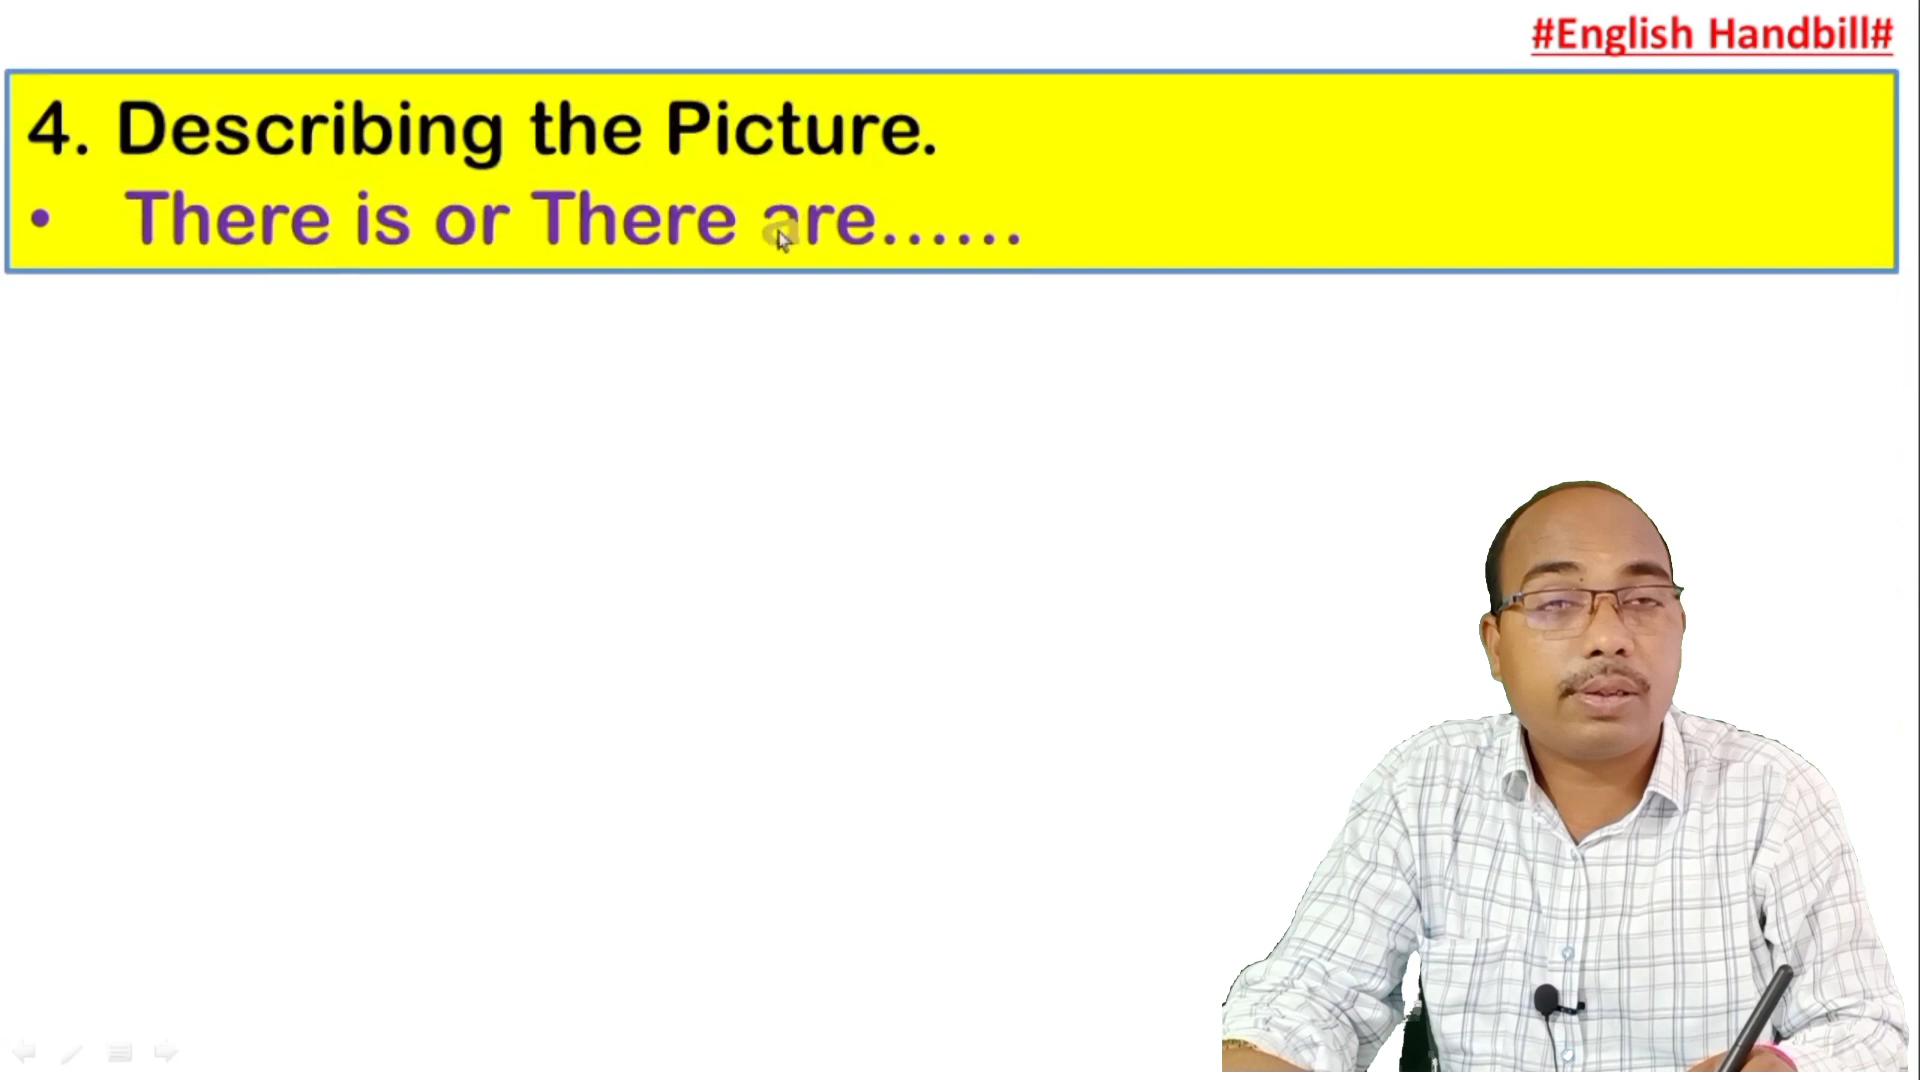 #English Handbill#
4. Describing the Picture.
• There is or There are......